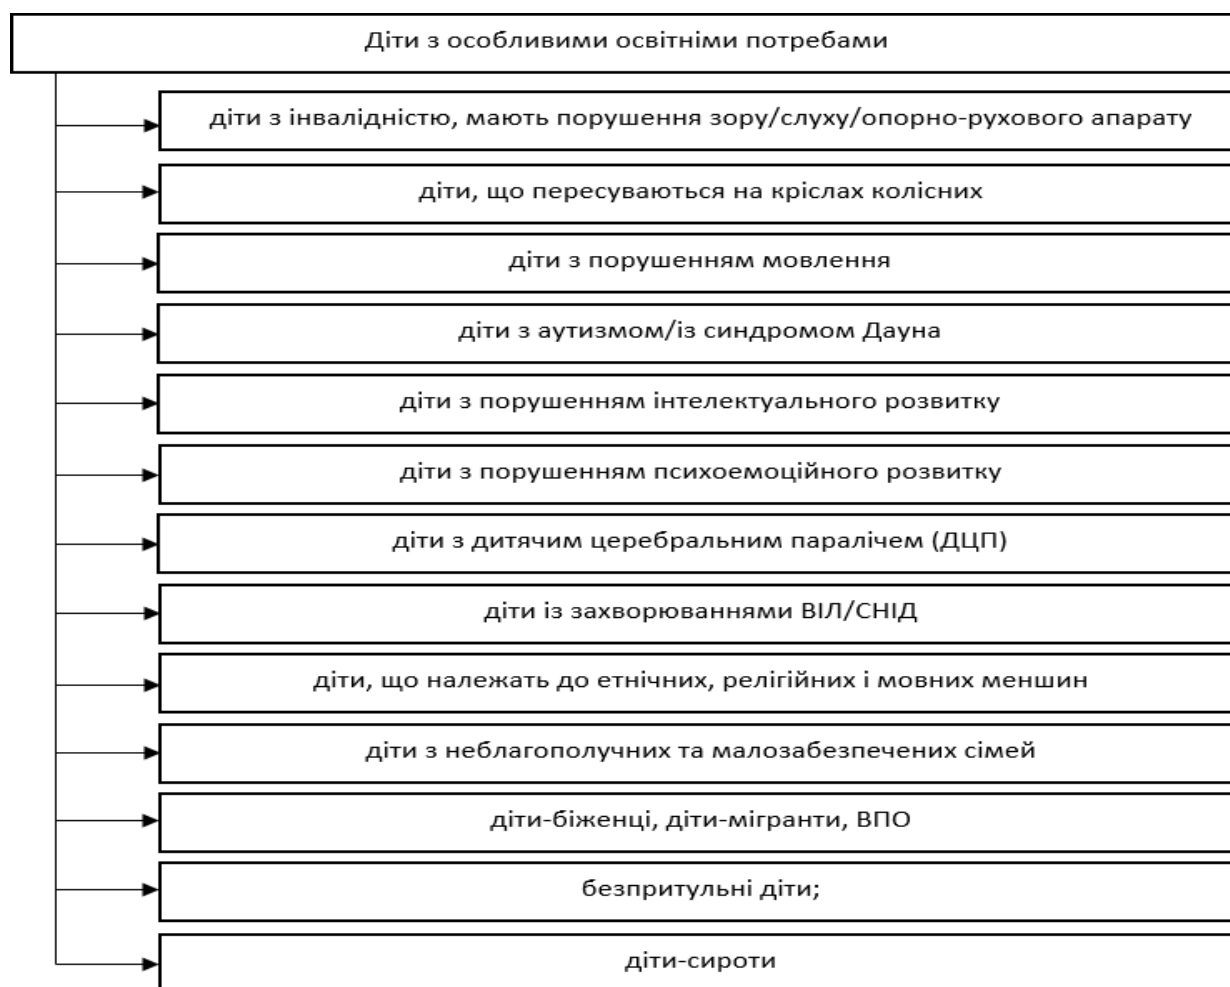 Діти з особливими освітніми потребами
діти з інвалідністю, мають порушення зору/слуху/опорно-рухового апарату
діти, що пересуваються на кріслах колісних
діти з порушенням мовлення
діти з аутизмом/із синдромом Дауна
діти з порушенням інтелектуального розвитку
діти з порушенням психоемоційного розвитку
діти з дитячим церебральним паралічем (ДЦП)
діти із захворюваннями ВІЛ/СНІД
діти, що належать до етнічних, релігійних і мовних меншин
діти з неблагополучних та малозабезпечених сімей
діти-біженці, діти-мігранти, ВПО
безпритульні діти;
діти-сироти